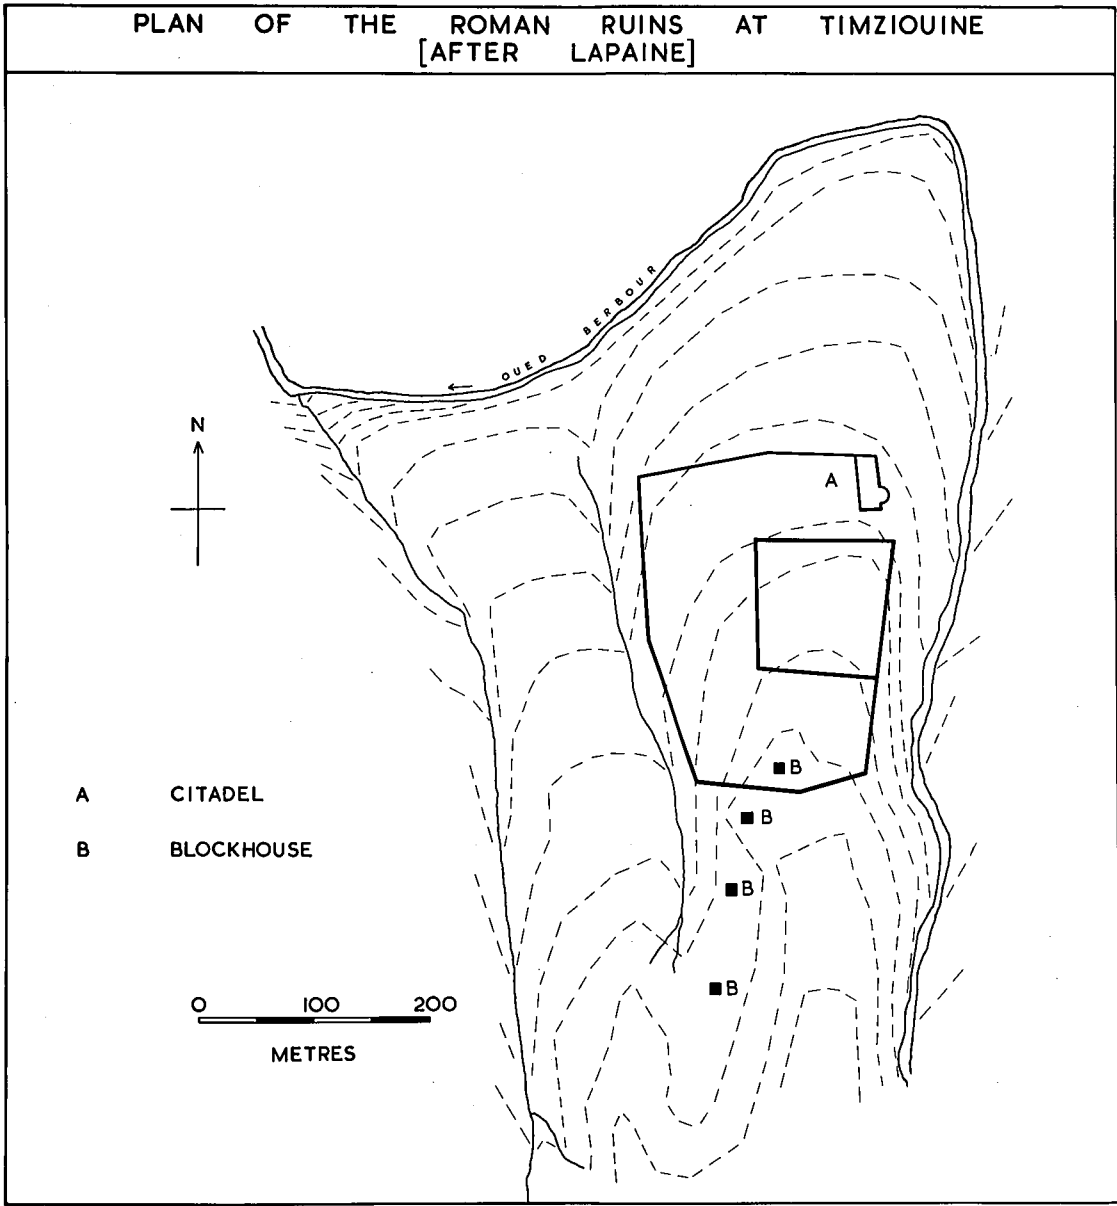 PLAN OF THE ROMAN RUINS AT TIMZIOUINE
[AFTER LAPAINE]
OUED BERBOUR
N
A
B
B
B
B
A CITADEL
B BLOCKHOUSE
0 100 200
METRES